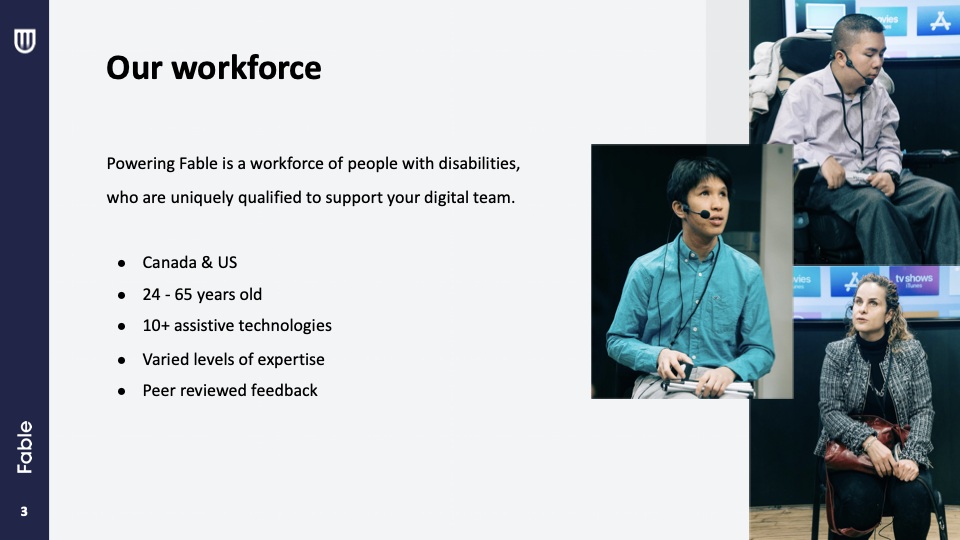 Our workforce
Powering Fable is a workforce of people with disabilities,
who are uniquely qualified to support your digital team.
● Canada & US
● 24 - 65 years old
● 10+ assistive technologies
● Varied levels of expertise
● Peer reviewed feedback
Fable
3
tv shows
iTunes